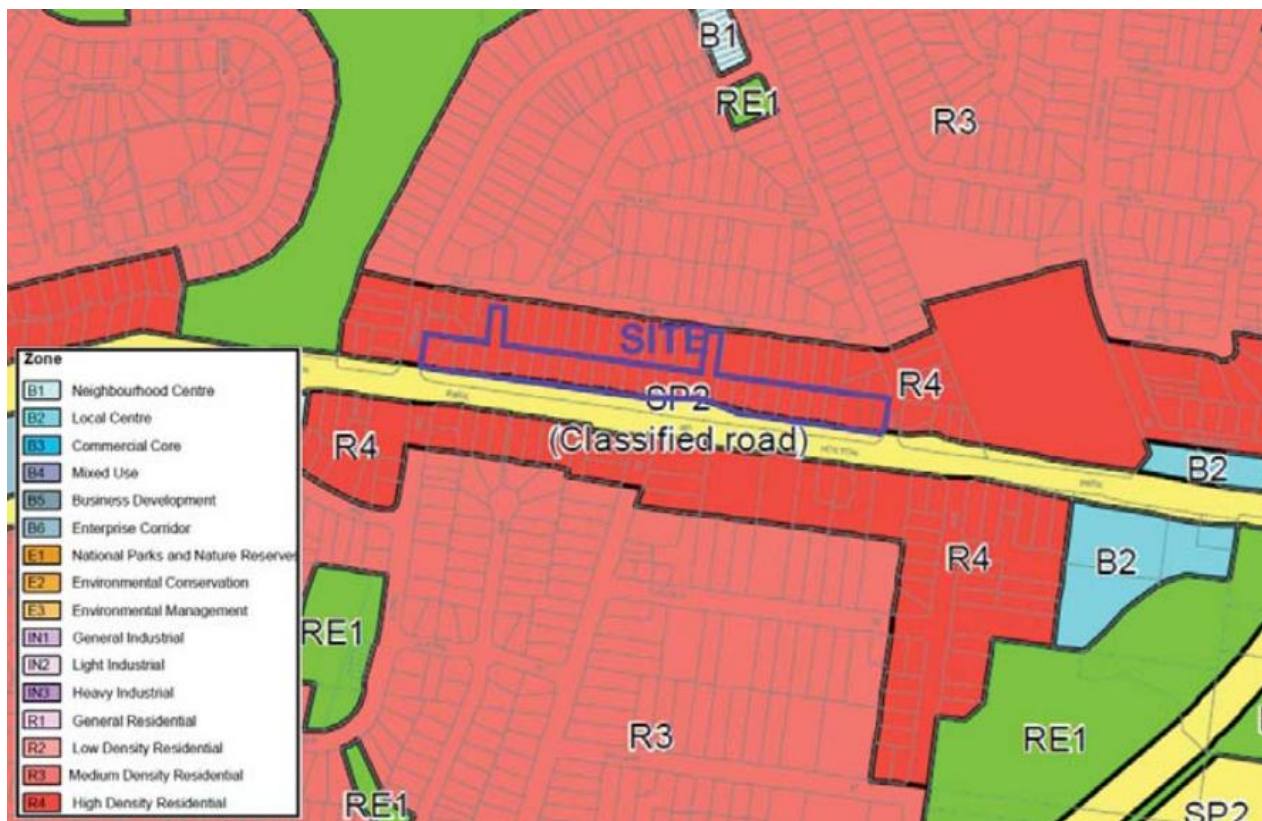 B1
RE1
R3
SITE
SP2
(Classified road)
R4
R4
B2
B2
R4
RE1
R3
RE1
RE1
SP2
Zone
B1 Neighbourhood Centre
B2 Local Centre
B3 Commercial Core
B4 Mixed Use
B5 Business Development
B6 Enterprise Corridor
E1 National Parks and Nature Reserves
E2 Environmental Conservation
E3 Environmental Management
IN1 General Industrial
IN2 Light Industrial
IN3 Heavy Industrial
R1 General Residential
R2 Low Density Residential
R3 Medium Density Residential
R4 High Density Residential